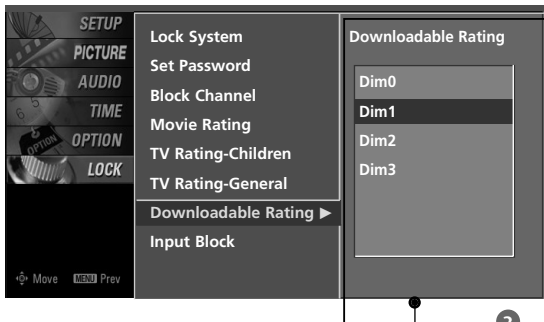 SETUP
PICTURE
AUDIO
TIME
OPTION
LOCK
Move MENU Prev
Lock System
Set Password
Block Channel
Movie Rating
TV Rating-Children
TV Rating-General
Downloadable Rating ▶
Input Block
Downloadable Rating
Dim0
Dim1
Dim2
Dim3